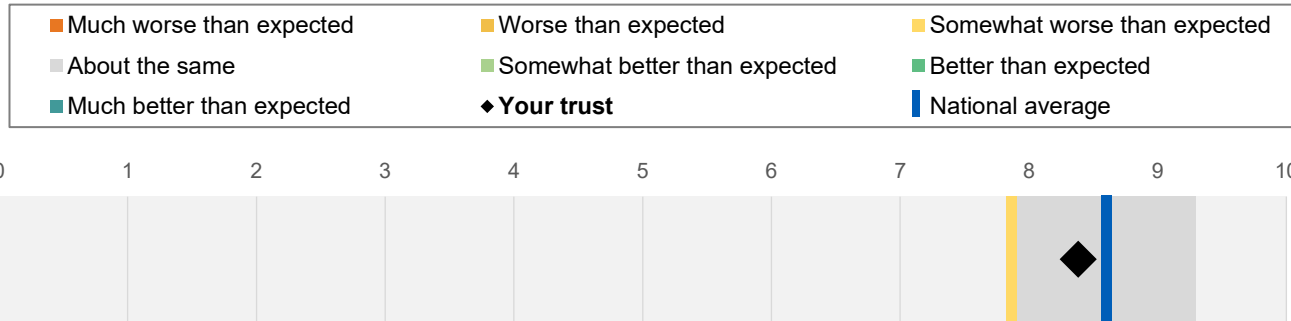 Much worse than expected Worse than expected Somewhat worse than expected
About the same Somewhat better than expected Better than expected
Much better than expected Your trust National average
0 1 2 3 4 5 6 7 8 9 10